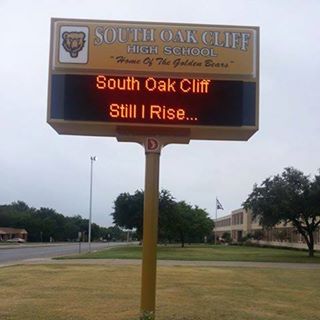 SOUTH OAK CLIFF
HIGH SCHOOL
"Home Of The Golden Bears"
South Oak Cliff
Still I Rise...
D